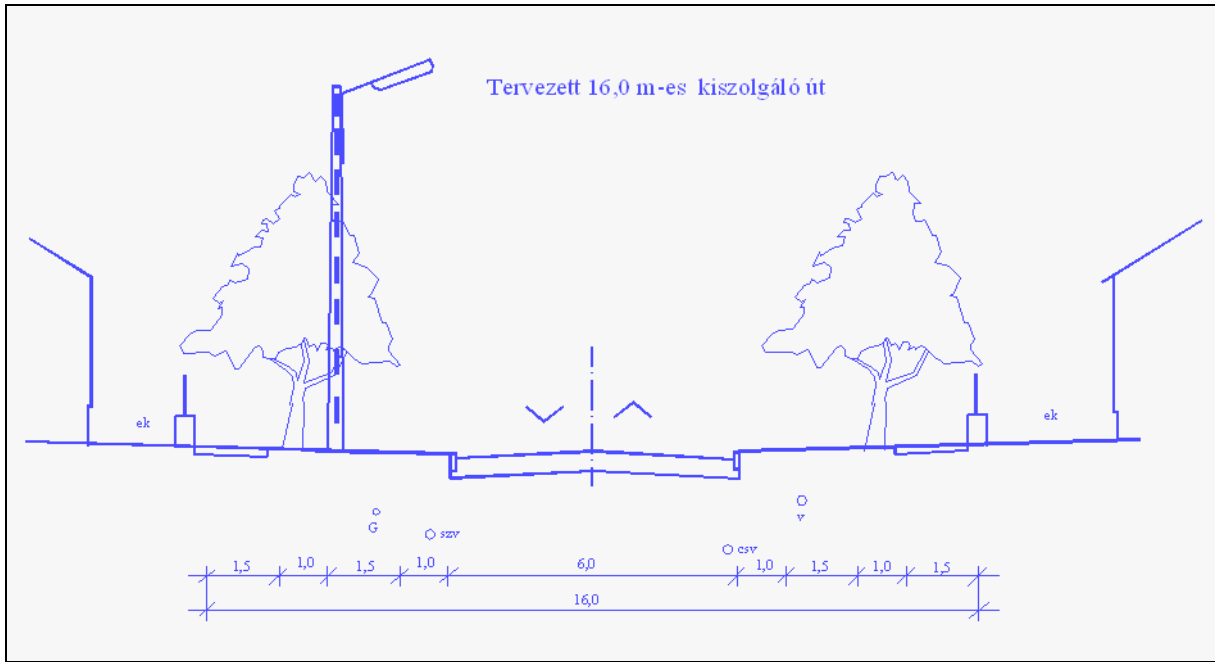 Tervezett 16,0 m-es kiszolgáló út
ek
ek
G
szv
v
csv
1,5 1,0 1,5 1,0 6,0 1,0 1,5 1,0 1,5
16,0